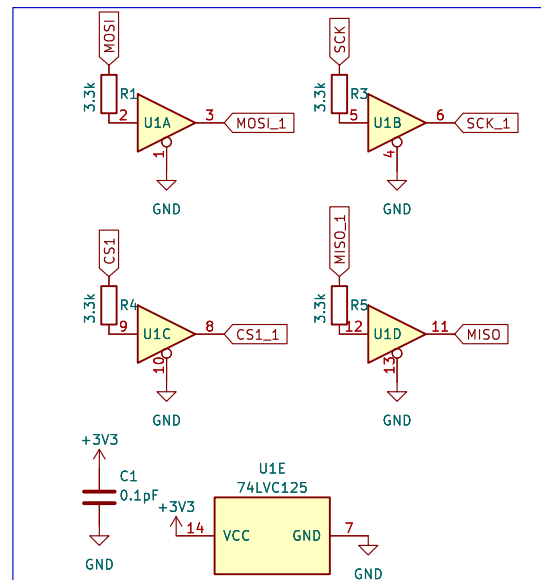 MOSI
3.3k
R1
2
U1A
3
MOSI_1
1
GND
SCK
3.3k
R3
5
U1B
6
SCK_1
4
GND
CS1
3.3k
R4
9
U1C
8
CS1_1
10
GND
MISO_1
3.3k
R5
12
U1D
11
MISO
13
GND
+3V3
C1
0.1pF
GND
U1E
74LVC125
+3V3
14
VCC
GND
7
GND